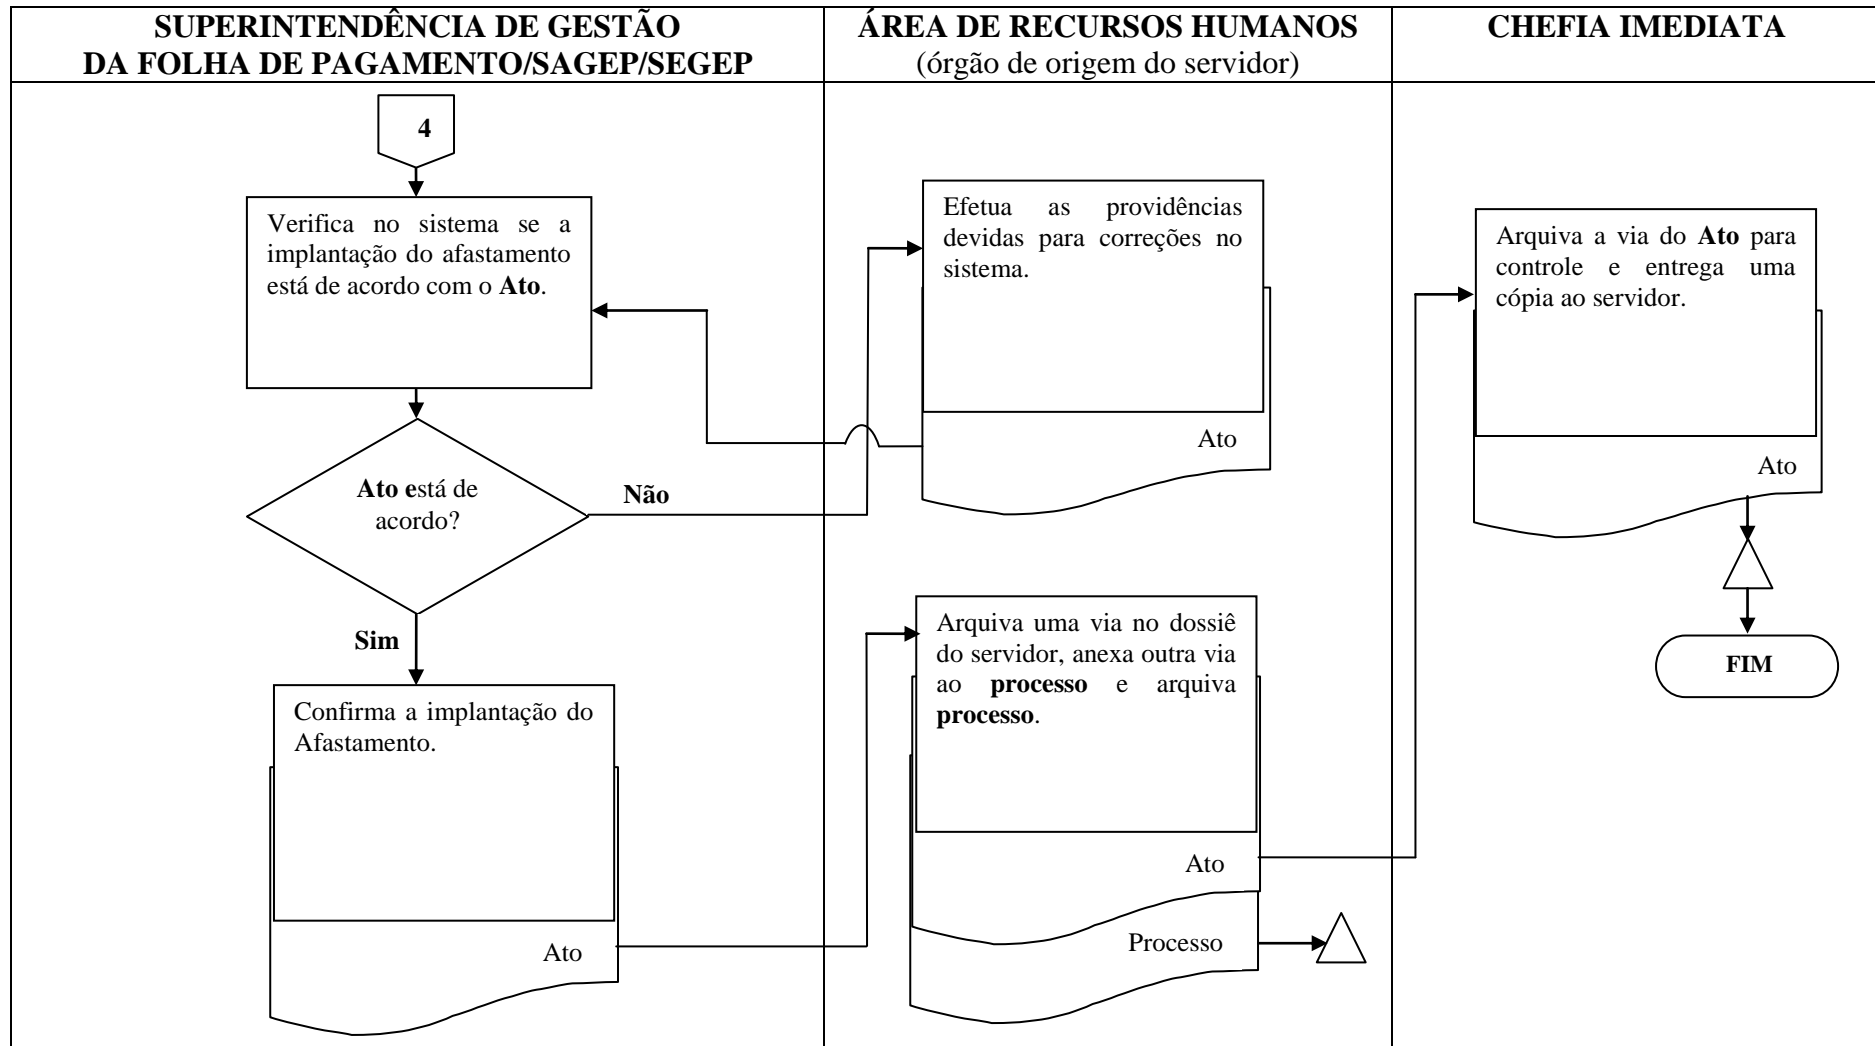 SUPERINTENDÊNCIA DE GESTÃO
DA FOLHA DE PAGAMENTO/SAGEP/SEGEP
ÁREA DE RECURSOS HUMANOS
(órgão de origem do servidor)
CHEFIA IMEDIATA
4
Verifica no sistema se a
implantação do afastamento
está de acordo com o Ato.
Ato está de
acordo?
Não
Sim
Confirma a implantação do
Afastamento.
Ato
Efetua as providências
devidas para correções no
sistema.
Ato
Arquiva uma via no dossiê
do servidor, anexa outra via
ao processo e arquiva
processo.
Ato
Processo
Arquiva a via do Ato para
controle e entrega uma
cópia ao servidor.
Ato
FIM